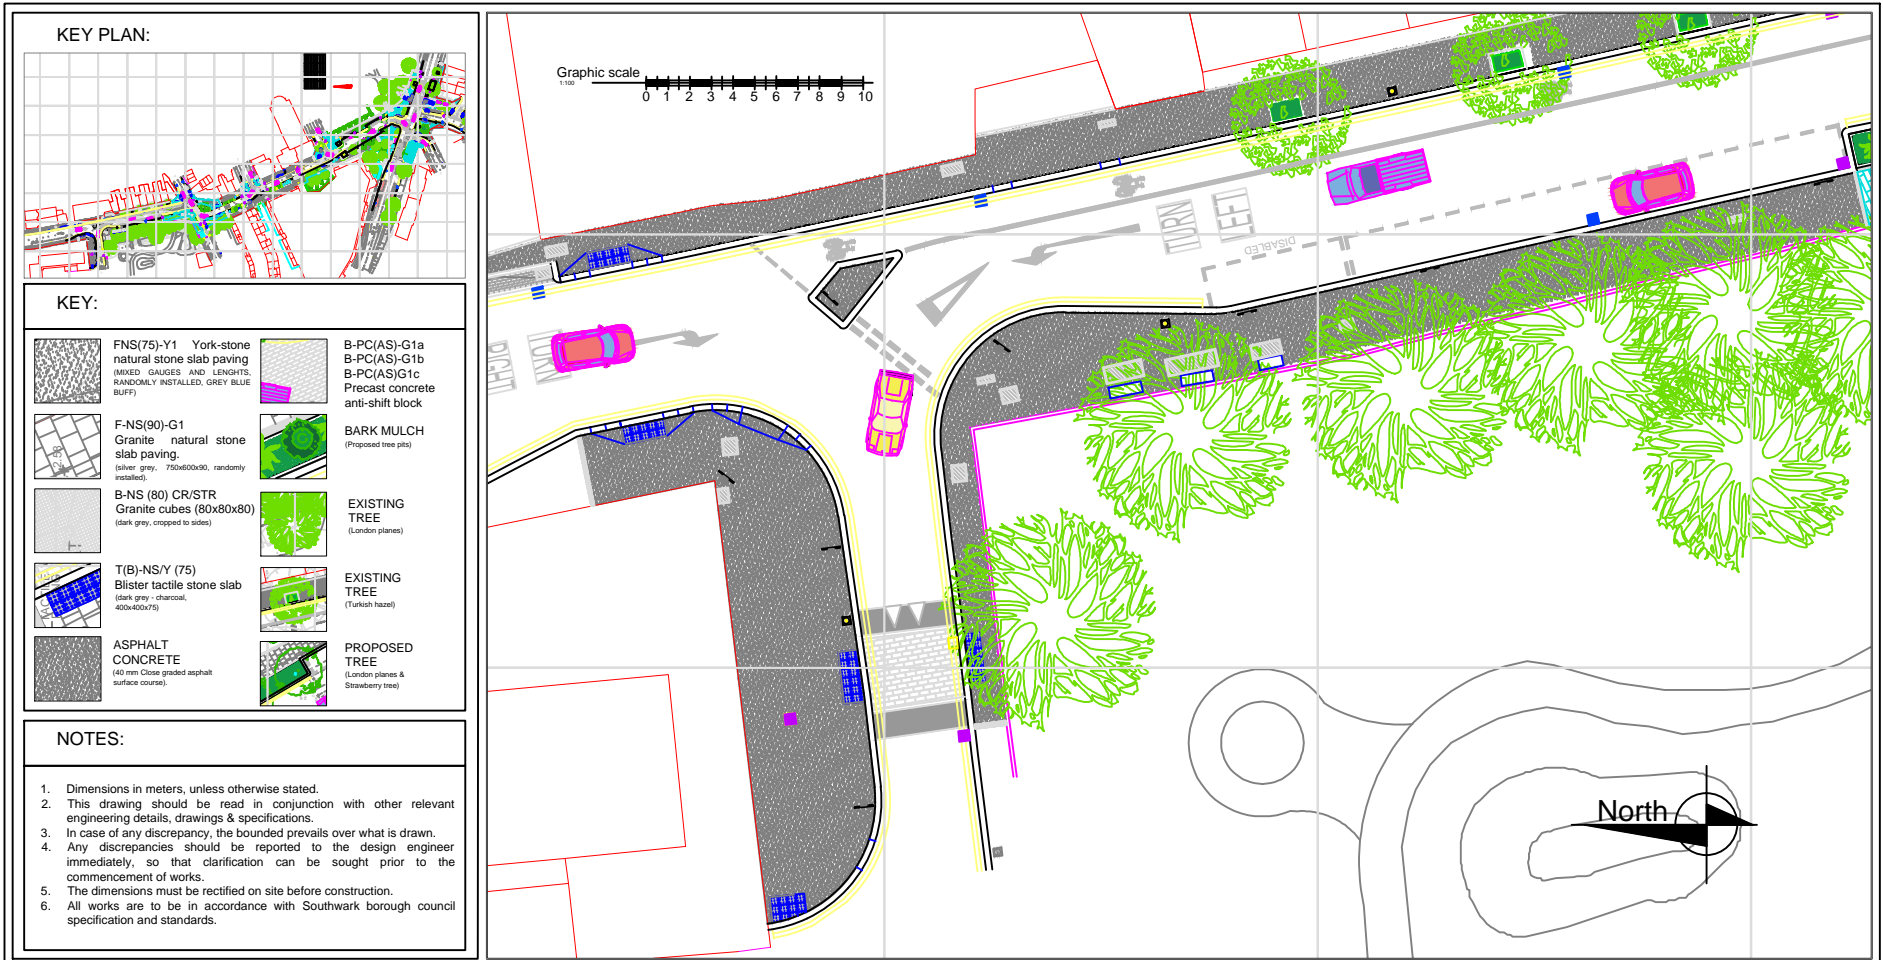 KEY PLAN:
KEY:
FNS(75)-Y1 York-stone
natural stone slab paving
(MIXED GAUGES AND LENGHTS,
RANDOMLY INSTALLED, GREY BLUE
BUFF)
F-NS(90)-G1
Granite natural stone
slab paving.
(silver grey, 750x600x90, randomly
installed).
B-NS (80) CR/STR
Granite cubes (80x80x80)
(dark grey, cropped to sides)
T(B)-NS/Y (75)
Blister tactile stone slab
(dark grey - charcoal,
400x400x75)
ASPHALT
CONCRETE
(40 mm Close graded asphalt
surface course).
B-PC(AS)-G1a
B-PC(AS)-G1b
B-PC(AS)G1c
Precast concrete
anti-shift block
BARK MULCH
(Proposed tree pits)
EXISTING
TREE
(London planes)
EXISTING
TREE
(Turkish hazel)
PROPOSED
TREE
(London planes &
Strawberry tree)
NOTES:
1. Dimensions in meters, unless otherwise stated.
2. This drawing should be read in conjunction with other relevant
engineering details, drawings & specifications.
3. In case of any discrepancy, the bounded prevails over what is drawn.
4. Any discrepancies should be reported to the design engineer
immediately, so that clarification can be sought prior to the
commencement of works.
5. The dimensions must be rectified on site before construction.
6. All works are to be in accordance with Southwark borough council
specification and standards.
Graphic scale
1:100
0 1 2 3 4 5 6 7 8 9 10
TURN
LEFT
DISABLED
North